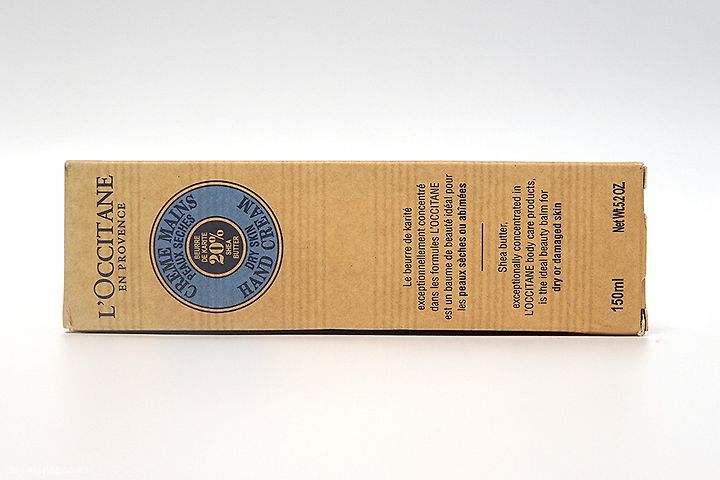 L'OCCITANE
EN PROVENCE
CRÈME MAINS
PEAUX SÈCHES
BEURRE
DE KARITÉ
20%
SHEA
BUTTER
DRY SKIN
HAND CREAM
Le beurre de karité
exceptionnellement concentré
dans les formules L'OCCITANE
est un baume de beauté idéal pour
les peaux sèches ou abîmées
Shea butter,
exceptionally concentrated in
L'OCCITANE body care products,
is the ideal beauty balm for
dry or damaged skin
150ml
Net Wt. 5.2 OZ.